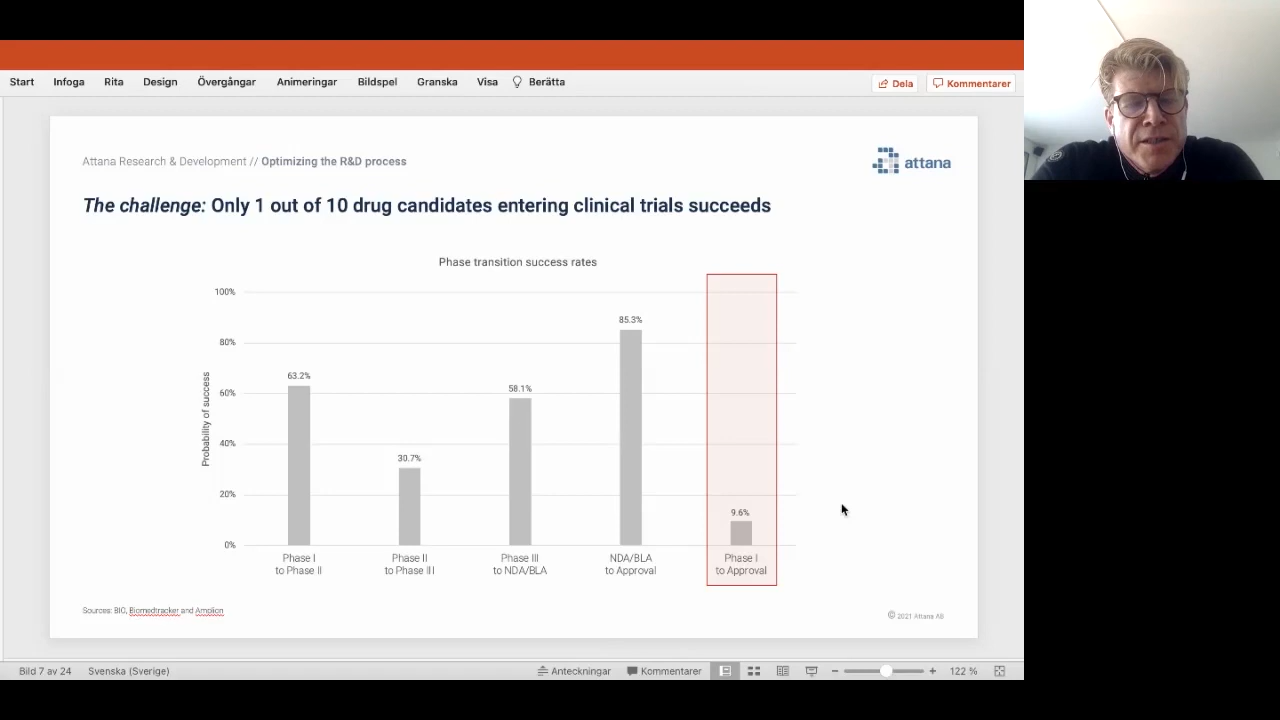 Start Infoga Rita Design Övergångar Animeringar Bildspel Granska Visa Berätta Dela Kommentarer
Attana Research & Development // Optimizing the R&D process
attana
The challenge: Only 1 out of 10 drug candidates entering clinical trials succeeds
Phase transition success rates
Probability of success
100%
80%
60%
40%
20%
0%
63.2%
30.7%
58.1%
85.3%
9.6%
Phase I
to Phase II
Phase II
to Phase III
Phase III
to NDA/BLA
NDA/BLA
to Approval
Phase I
to Approval
Sources: BIO, Biomedtracker and Amplion
© 2021 Attana AB
Bild 7 av 24 Svenska (Sverige) Anteckningar Kommentarer 122 %